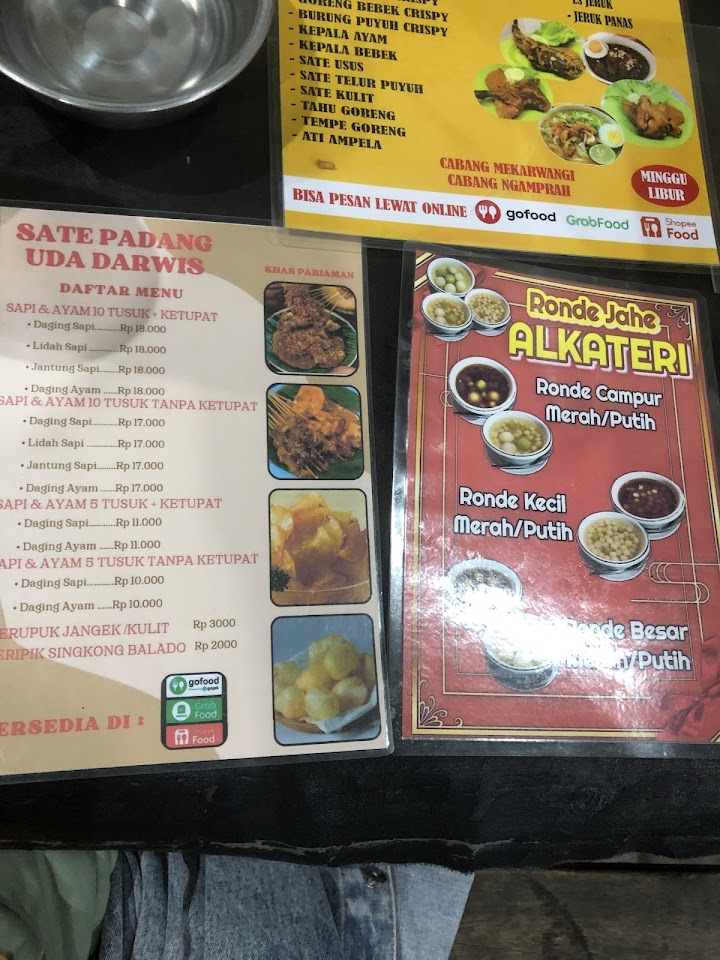 GORENG BEBEK CRISPY
- BURUNG PUYUH CRISPY
- KEPALA AYAM
- KEPALA BEBEK
- SATE USUS
- SATE TELUR PUYUH
- SATE KULIT
- TAHU GORENG
- TEMPE GORENG
- ATI AMPELA
ES JERUK
- JERUK PANAS
CABANG MEKARWANGI
CABANG NGAMPRAH
MINGGU
LIBUR
BISA PESAN LEWAT ONLINE
gofood
GrabFood
Shopee
Food
SATE PADANG
UDA DARWIS
KHAS PARIAMAN
DAFTAR MENU
SAPI & AYAM 10 TUSUK + KETUPAT
• Daging Sapi.........Rp 18.000
• Lidah Sapi ...........Rp 18.000
• Jantung Sapi.......Rp 18.000
• Daging Ayam .....Rp 18.000
SAPI & AYAM 10 TUSUK TANPA KETUPAT
• Daging Sapi.........Rp 17.000
• Lidah Sapi ...........Rp 17.000
• Jantung Sapi.......Rp 17.000
• Daging Ayam .....Rp 17.000
SAPI & AYAM 5 TUSUK + KETUPAT
• Daging Sapi..........Rp 11.000
• Daging Ayam ......Rp 11.000
SAPI & AYAM 5 TUSUK TANPA KETUPAT
• Daging Sapi..........Rp 10.000
• Daging Ayam ......Rp 10,000
ERUPUK JANGEK /KULIT Rp 3000
ERIPIK SINGKONG BALADO Rp 2000
ERSEDIA DI :
gofood
Grab
Food
Food
Ronde Jahe
ALKATERI
Ronde Campur
Merah/Putih
Ronde Kecil
Merah/Putih
Ronde Besar
Merah/Putih